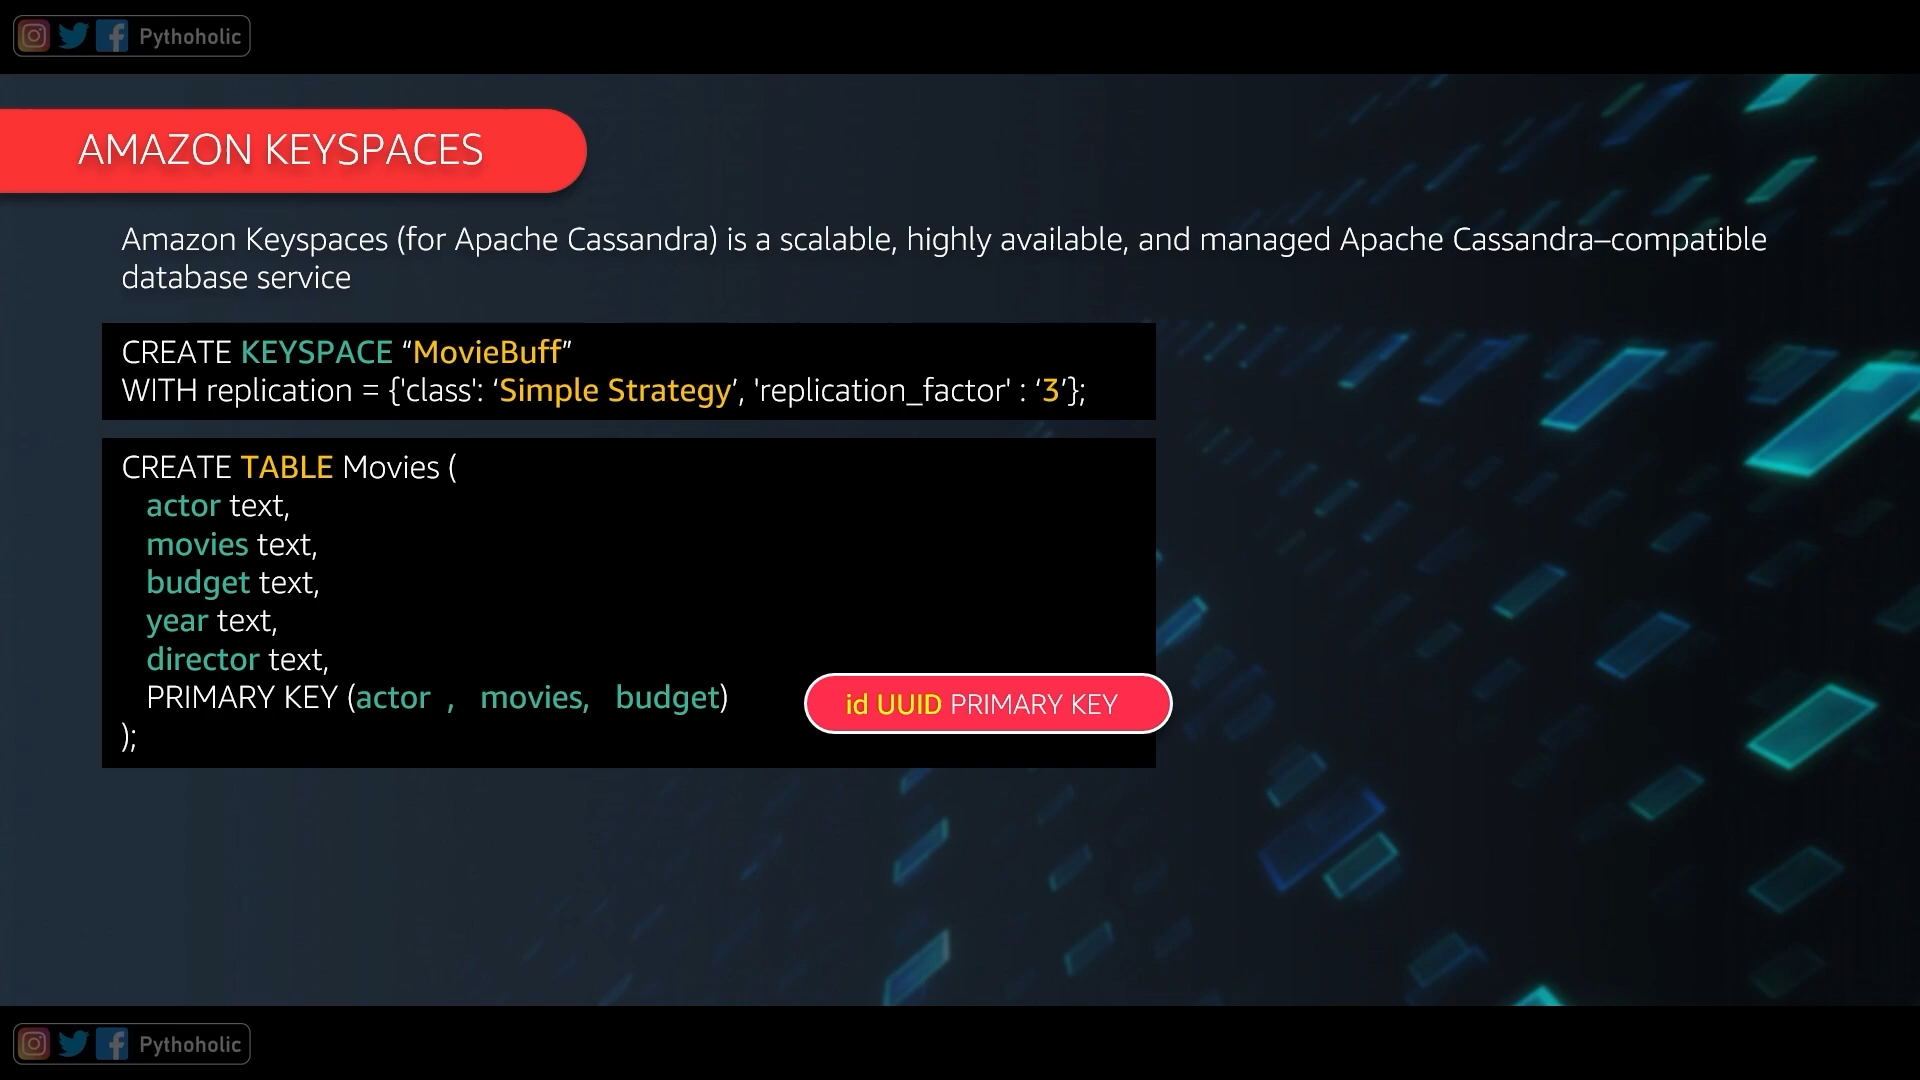 Pythoholic
AMAZON KEYSPACES
Amazon Keyspaces (for Apache Cassandra) is a scalable, highly available, and managed Apache Cassandra–compatible
database service
CREATE KEYSPACE “MovieBuff”
WITH replication = {'class': ‘Simple Strategy’, 'replication_factor' : ‘3’};
CREATE TABLE Movies (
actor text,
movies text,
budget text,
year text,
director text,
PRIMARY KEY (actor , movies, budget)
id UUID PRIMARY KEY
);
Pythoholic